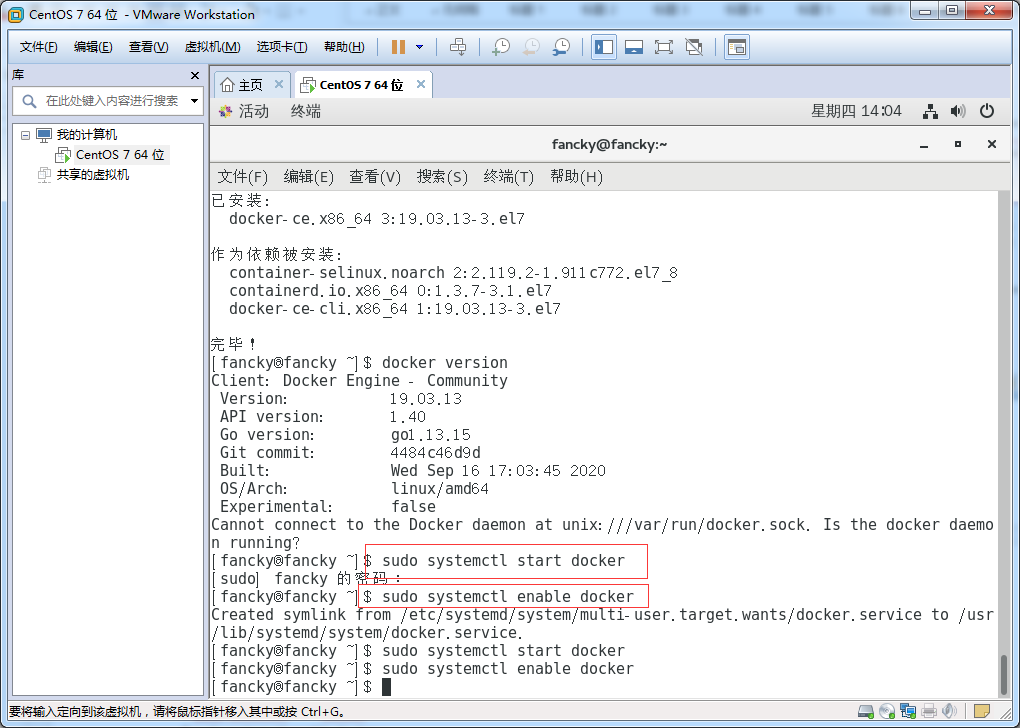 CentOS 7 64 位 - VMware Workstation
文件(F) 编辑(E) 查看(V) 虚拟机(M) 选项卡(T) 帮助(H)
库
在此处键入内容进行搜索
我的计算机
CentOS 7 64 位
共享的虚拟机
主页 CentOS 7 64 位
活动 终端 星期四 14:04
fancky@fancky:~
文件(F) 编辑(E) 查看(V) 搜索(S) 终端(T) 帮助(H)
已安装:
docker-ce.x86_64 3:19.03.13-3.el7
作为依赖被安装:
container-selinux.noarch 2:2.119.2-1.911c772.el7_8
containerd.io.x86_64 0:1.3.7-3.1.el7
docker-ce-cli.x86_64 1:19.03.13-3.el7
完毕！
[fancky@fancky ~]$ docker version
Client: Docker Engine - Community
Version: 19.03.13
API version: 1.40
Go version: go1.13.15
Git commit: 4484c46d9d
Built: Wed Sep 16 17:03:45 2020
OS/Arch: linux/amd64
Experimental: false
Cannot connect to the Docker daemon at unix:///var/run/docker.sock. Is the docker daemo
n running?
[fancky@fancky ~]$ sudo systemctl start docker
[sudo] fancky 的密码：
[fancky@fancky ~]$ sudo systemctl enable docker
Created symlink from /etc/systemd/system/multi-user.target.wants/docker.service to /usr
/lib/systemd/system/docker.service.
[fancky@fancky ~]$ sudo systemctl start docker
[fancky@fancky ~]$ sudo systemctl enable docker
[fancky@fancky ~]$
要将输入定向到该虚拟机，请将鼠标指针移入其中或按 Ctrl+G。